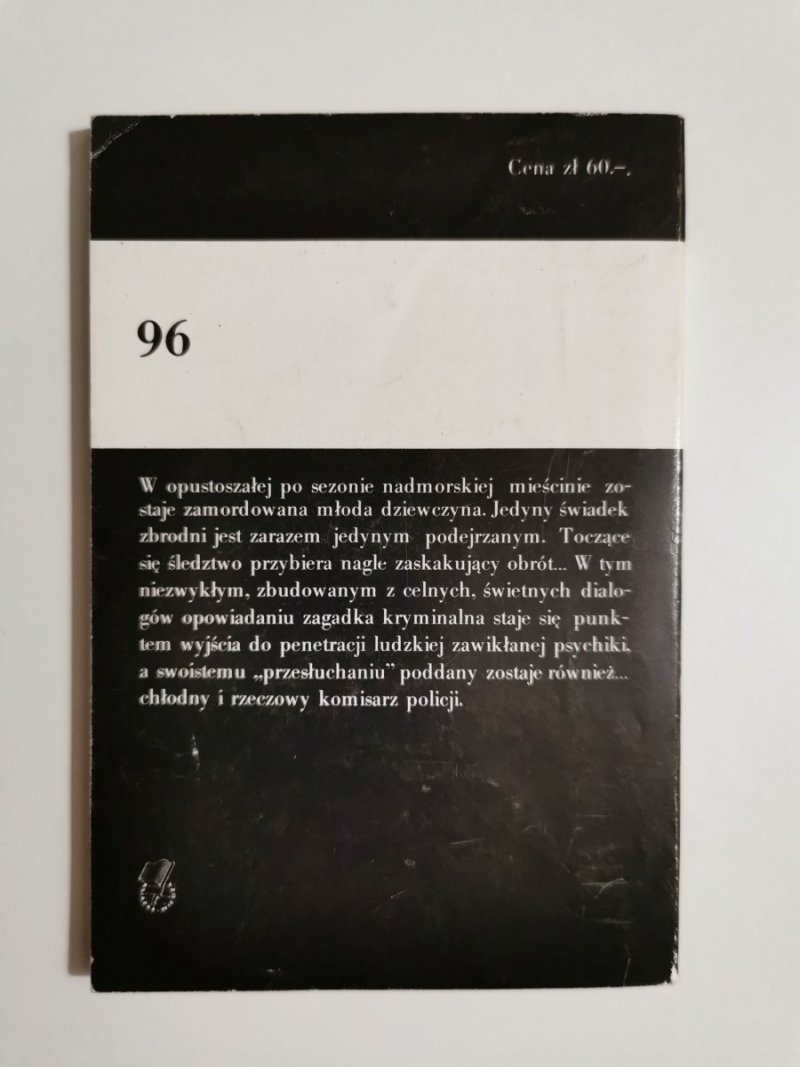 Cena zł 60.-.
96
W opustoszałej po sezonie nadmorskiej mieścinie zo-
staje zamordowana młoda dziewczyna. Jedyny świadek
zbrodni jest zarazem jedynym podejrzanym. Toczące
się śledztwo przybiera nagle zaskakujący obrót... W tym
niezwykłym, zbudowanym z celnych, świetnych dialo-
gów opowiadaniu zagadka kryminalna staje się punk-
tem wyjścia do penetracji ludzkiej zawikłanej psychiki,
a swoistemu „przesłuchaniu" poddany zostaje również...
chłodny i rzeczowy komisarz policji.